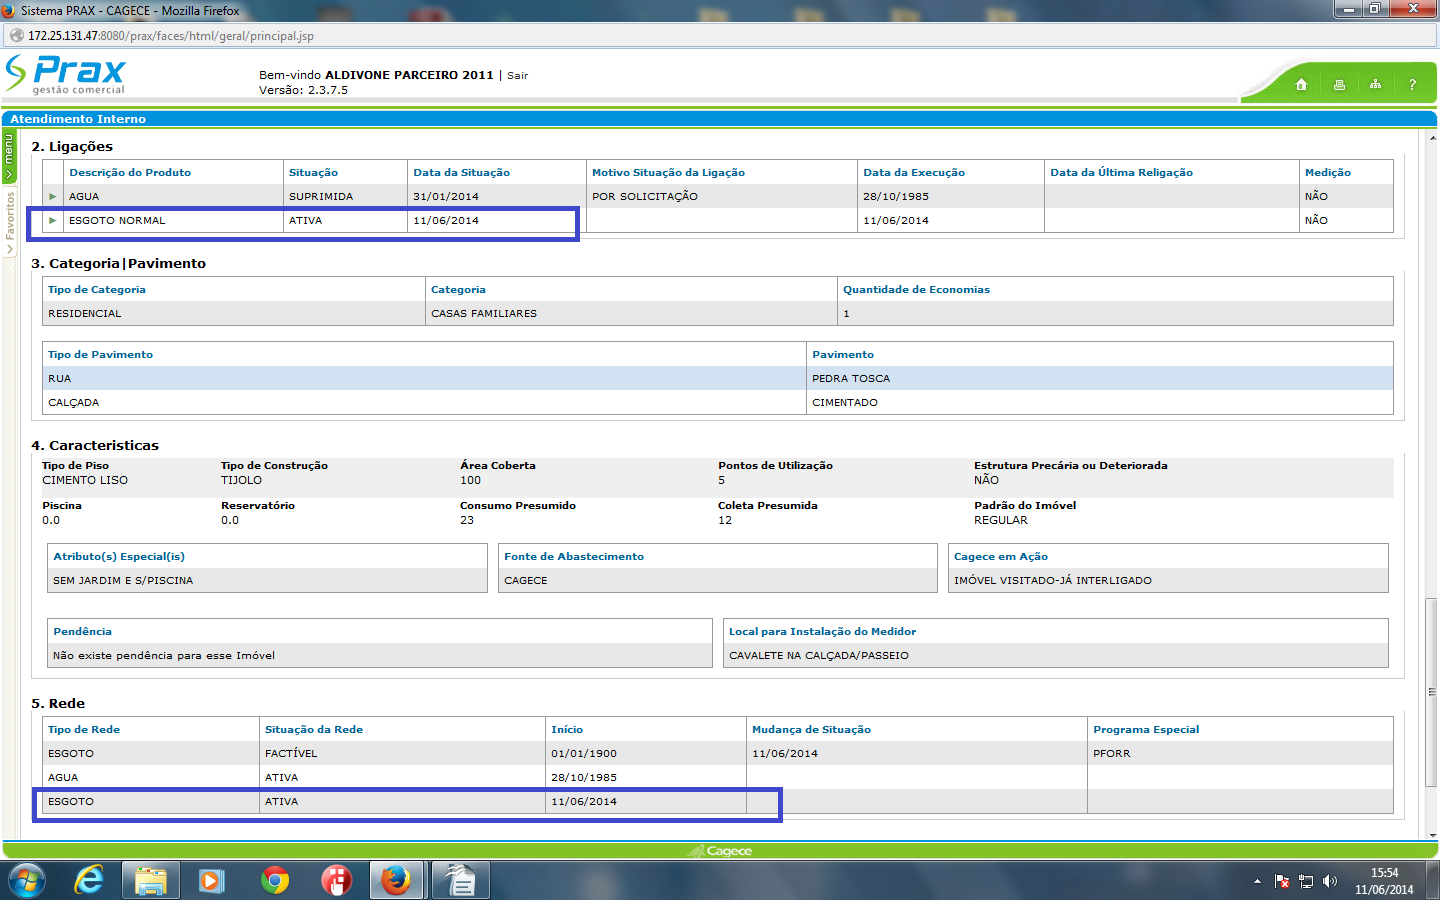 Sistema PRAX - CAGECE - Mozilla Firefox
172.25.131.47:8080/prax/faces/html/geral/principal.jsp
Prax
gestão comercial
Bem-vindo ALDIVONE PARCEIRO 2011 | Sair
Versão: 2.3.7.5
?
Atendimento Interno
menu
Favoritos
2. Ligações
Descrição do Produto Situação Data da Situação Motivo Situação da Ligação Data da Execução Data da Última Religação Medição
AGUA SUPRIMIDA 31/01/2014 POR SOLICITAÇÃO 28/10/1985 NÃO
ESGOTO NORMAL ATIVA 11/06/2014 11/06/2014 NÃO
3. Categoria|Pavimento
Tipo de Categoria Categoria Quantidade de Economias
RESIDENCIAL CASAS FAMILIARES 1
Tipo de Pavimento Pavimento
RUA PEDRA TOSCA
CALÇADA CIMENTADO
4. Caracteristicas
Tipo de Piso Tipo de Construção Área Coberta Pontos de Utilização Estrutura Precária ou Deteriorada
CIMENTO LISO TIJOLO 100 5 NÃO
Piscina Reservatório Consumo Presumido Coleta Presumida Padrão do Imóvel
0.0 0.0 23 12 REGULAR
Atributo(s) Especial(is) Fonte de Abastecimento Cagece em Ação
SEM JARDIM E S/PISCINA CAGECE IMÓVEL VISITADO-JÁ INTERLIGADO
Pendência Local para Instalação do Medidor
Não existe pendência para esse Imóvel CAVALETE NA CALÇADA/PASSEIO
5. Rede
Tipo de Rede Situação da Rede Início Mudança de Situação Programa Especial
ESGOTO FACTÍVEL 01/01/1900 11/06/2014 PFORR
AGUA ATIVA 28/10/1985
ESGOTO ATIVA 11/06/2014
Cagece
15:54
11/06/2014